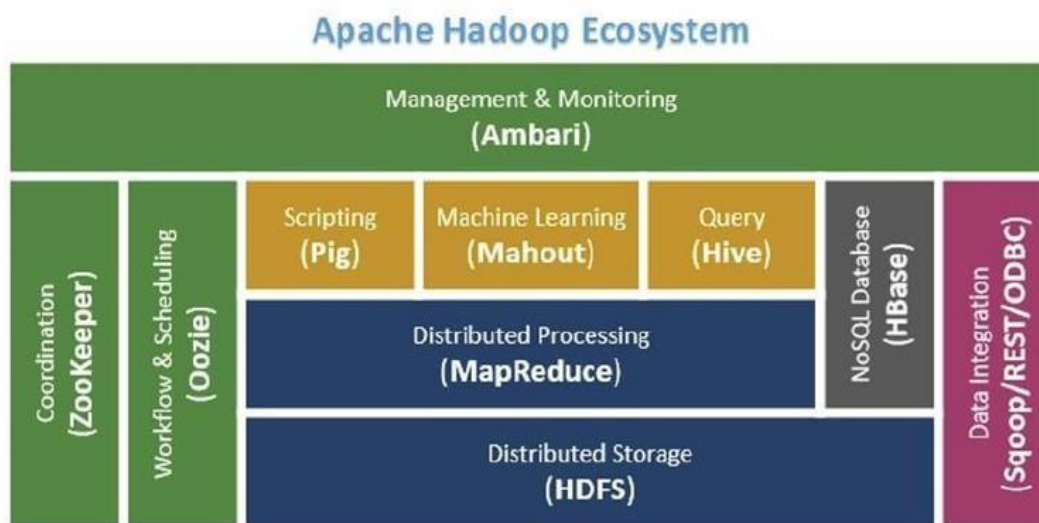 Apache Hadoop Ecosystem
Management & Monitoring
(Ambari)
Coordination
(ZooKeeper)
Workflow & Scheduling
(Oozie)
Scripting
(Pig)
Machine Learning
(Mahout)
Query
(Hive)
Distributed Processing
(MapReduce)
NoSQL Database
(HBase)
Data Integration
(Sqoop/REST/ODBC)
Distributed Storage
(HDFS)